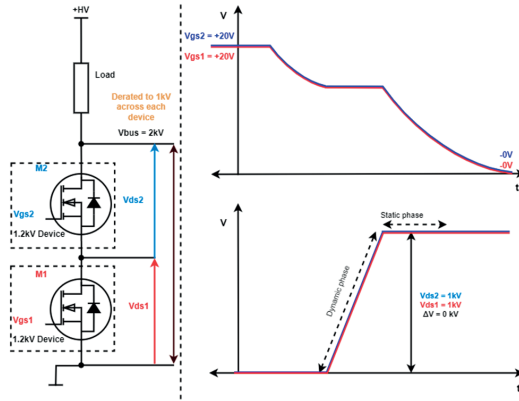 +HV
Load
Derated to 1kV
across each
device
Vbus = 2kV
M2
Vgs2
Vds2
1.2kV Device
M1
Vgs1
Vds1
1.2kV Device
V
Vgs2 = +20V
Vgs1 = +20V
-0V
-0V
t
V
Static phase
Dynamic phase
Vds2 = 1kV
Vds1 = 1kV
ΔV = 0 kV
t